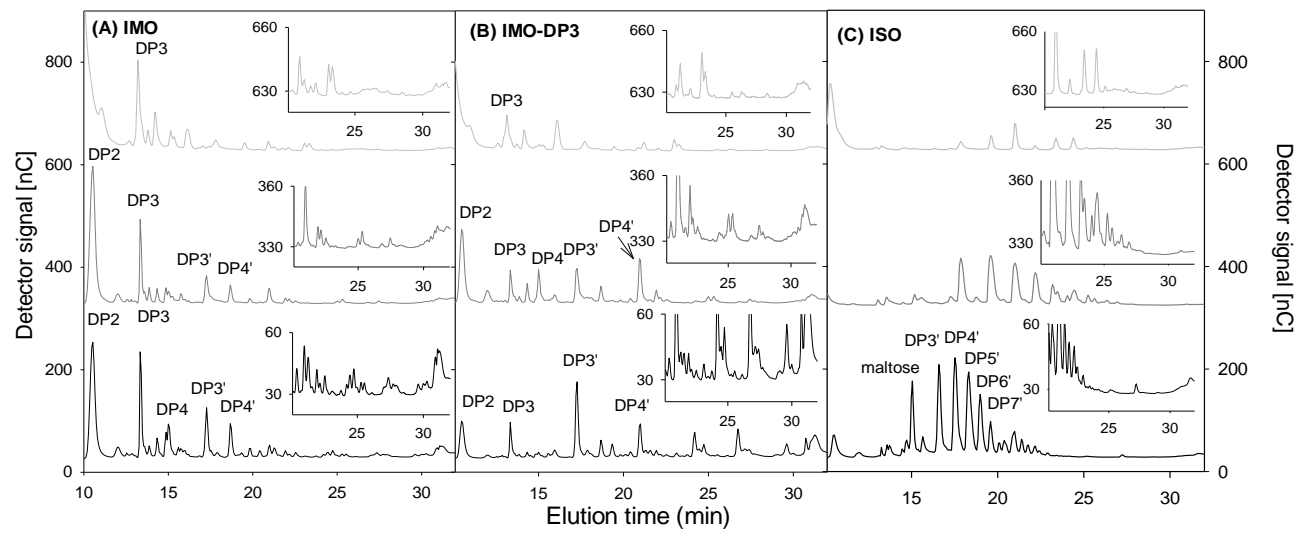 (A) IMO
(B) IMO-DP3
(C) ISO
Detector signal [nC]
Detector signal [nC]
Elution time (min)
800
600
400
200
0
800
600
400
200
0
10
15
20
25
30
15
20
25
30
15
20
25
30
DP3
660
630
25
30
DP2
DP3
DP3'
DP4'
360
330
25
30
DP2
DP3
DP4
DP3'
DP4'
60
30
25
30
DP3
660
630
25
30
DP2
DP3
DP4
DP3'
DP4'
360
330
25
30
DP2
DP3
DP3'
DP4'
60
30
25
30
660
630
25
30
360
330
25
30
maltose
DP3'
DP4'
DP5'
DP6'
DP7'
60
30
25
30